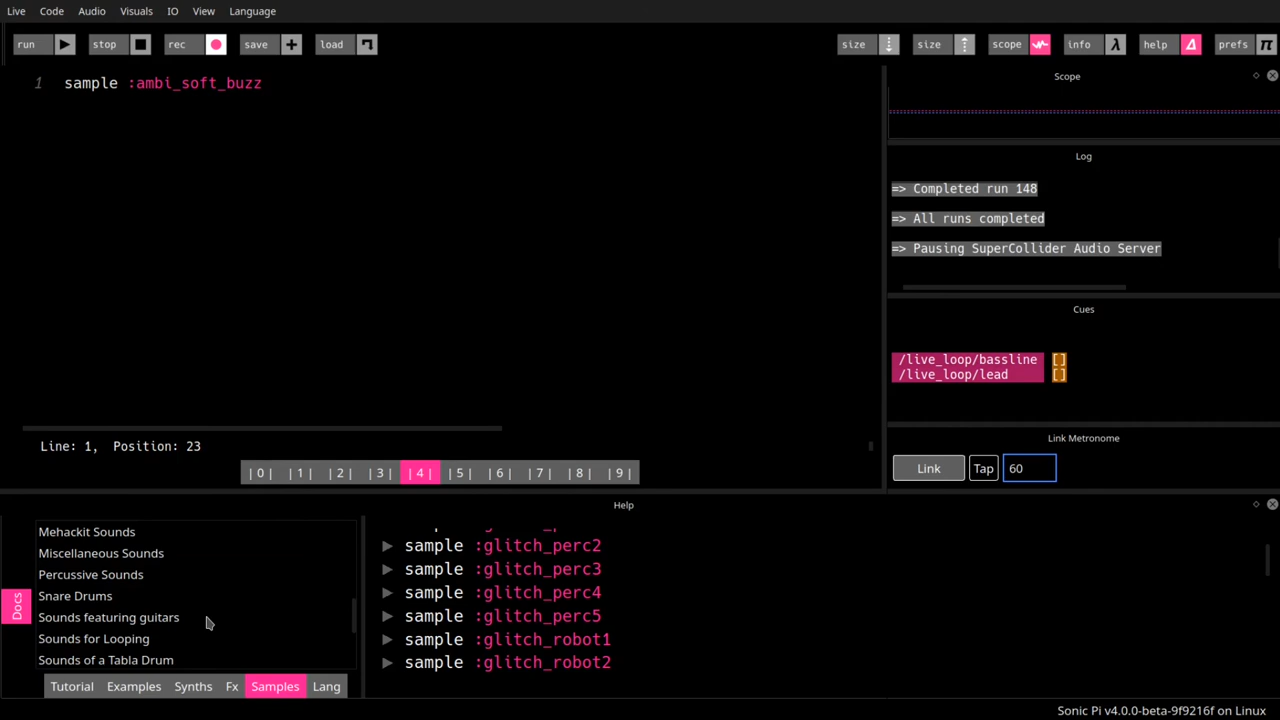 Live Code Audio Visuals IO View Language
run stop rec save load size size scope info help prefs
1 sample :ambi_soft_buzz
Line: 1, Position: 23
|0| |1| |2| |3| |4| |5| |6| |7| |8| |9|
Scope
Log
=> Completed run 148
=> All runs completed
=> Pausing SuperCollider Audio Server
Cues
/live_loop/bassline []
/live_loop/lead []
Link Metronome
Link Tap 60
Help
Docs
Mehackit Sounds
Miscellaneous Sounds
Percussive Sounds
Snare Drums
Sounds featuring guitars
Sounds for Looping
Sounds of a Tabla Drum
Tutorial Examples Synths Fx Samples Lang
sample :glitch_perc2
sample :glitch_perc3
sample :glitch_perc4
sample :glitch_perc5
sample :glitch_robot1
sample :glitch_robot2
Sonic Pi v4.0.0-beta-9f9216f on Linux